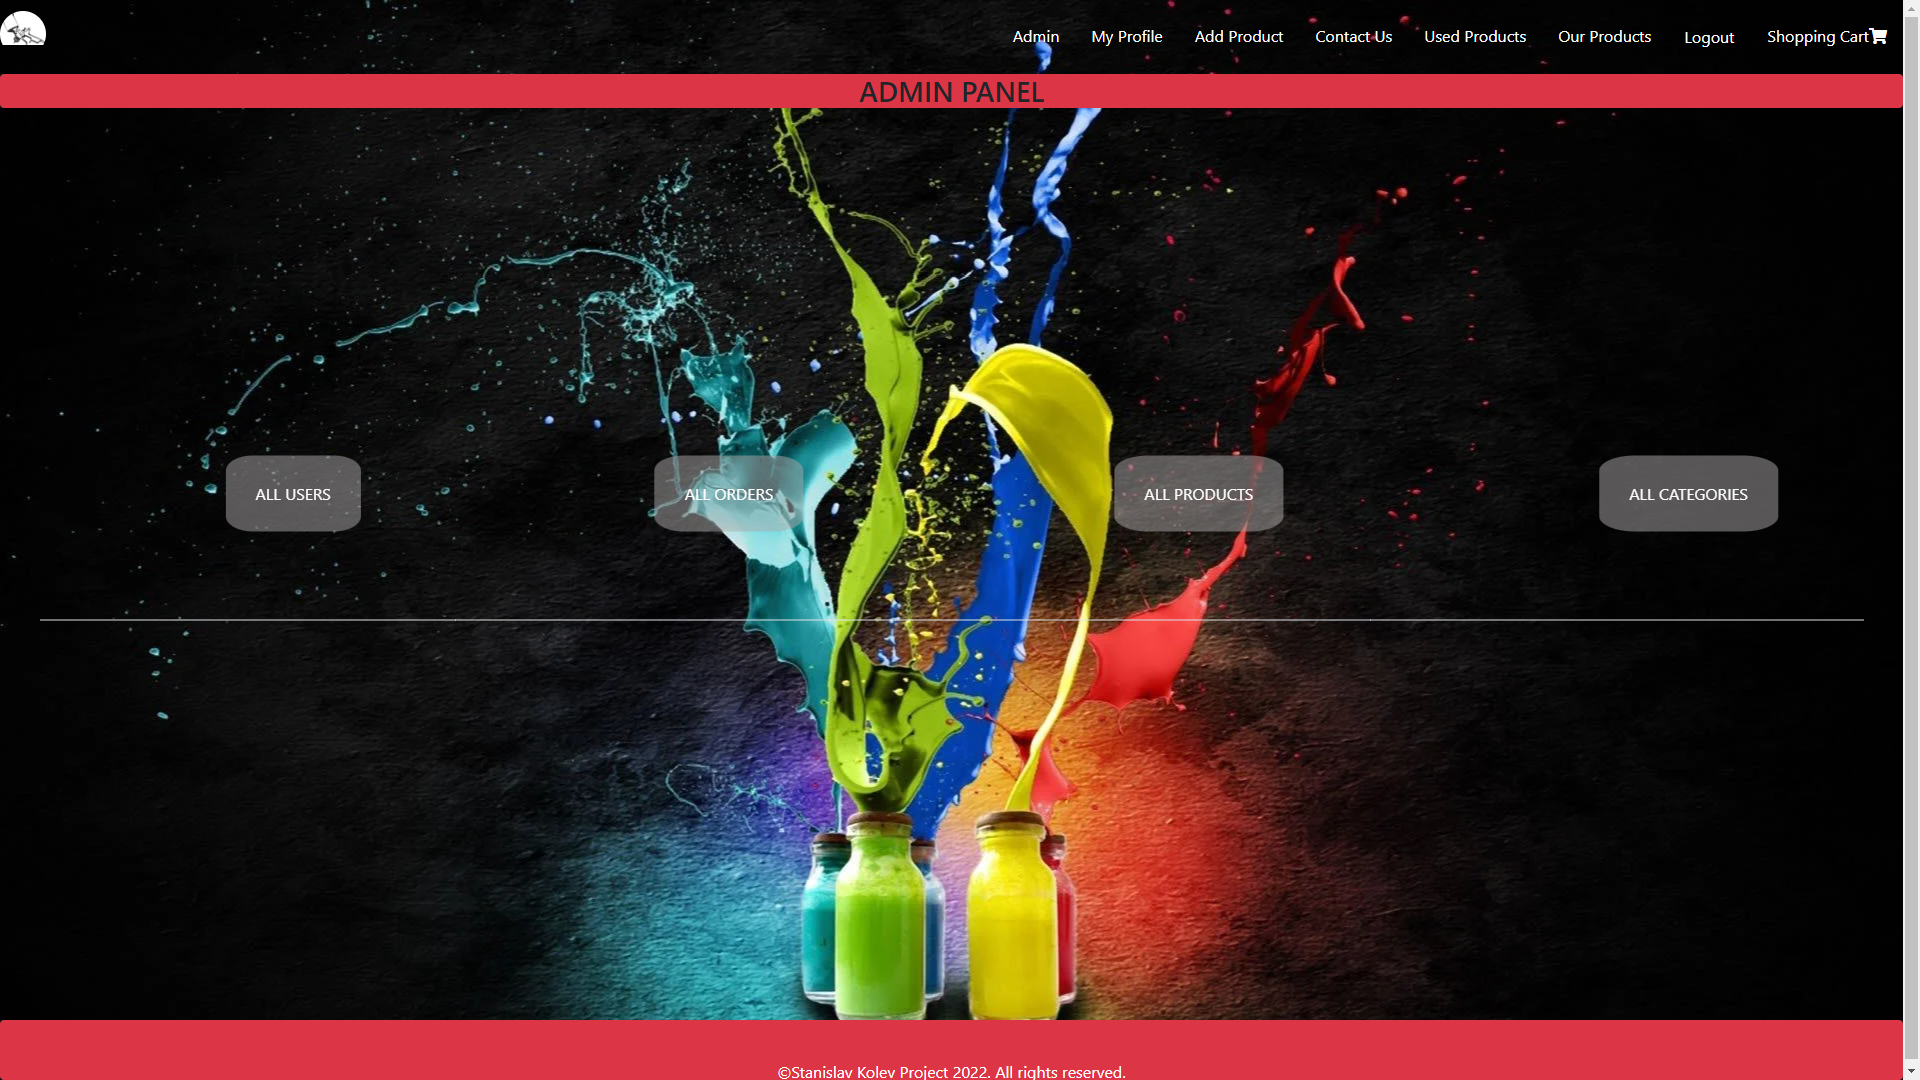 Admin My Profile Add Product Contact Us Used Products Our Products Logout Shopping Cart
ADMIN PANEL
ALL USERS ALL ORDERS ALL PRODUCTS ALL CATEGORIES
©Stanislav Kolev Project 2022. All rights reserved.